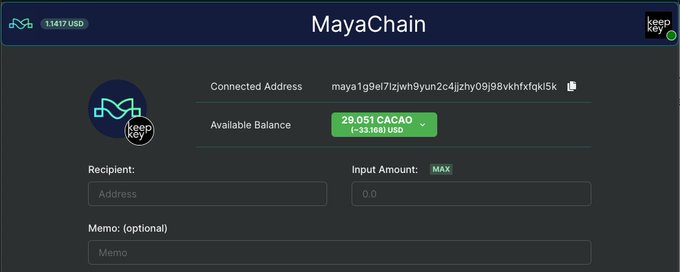 1.1417 USD
MayaChain
keep
key
Connected Address
maya1g9el7lzjwh9yun2c4jjzhy09j98vkhfxfqkl5k
keep
key
Available Balance
29.051 CACAO
(~33.168) USD
Recipient:
Input Amount:
MAX
Address
0.0
Memo: (optional)
Memo